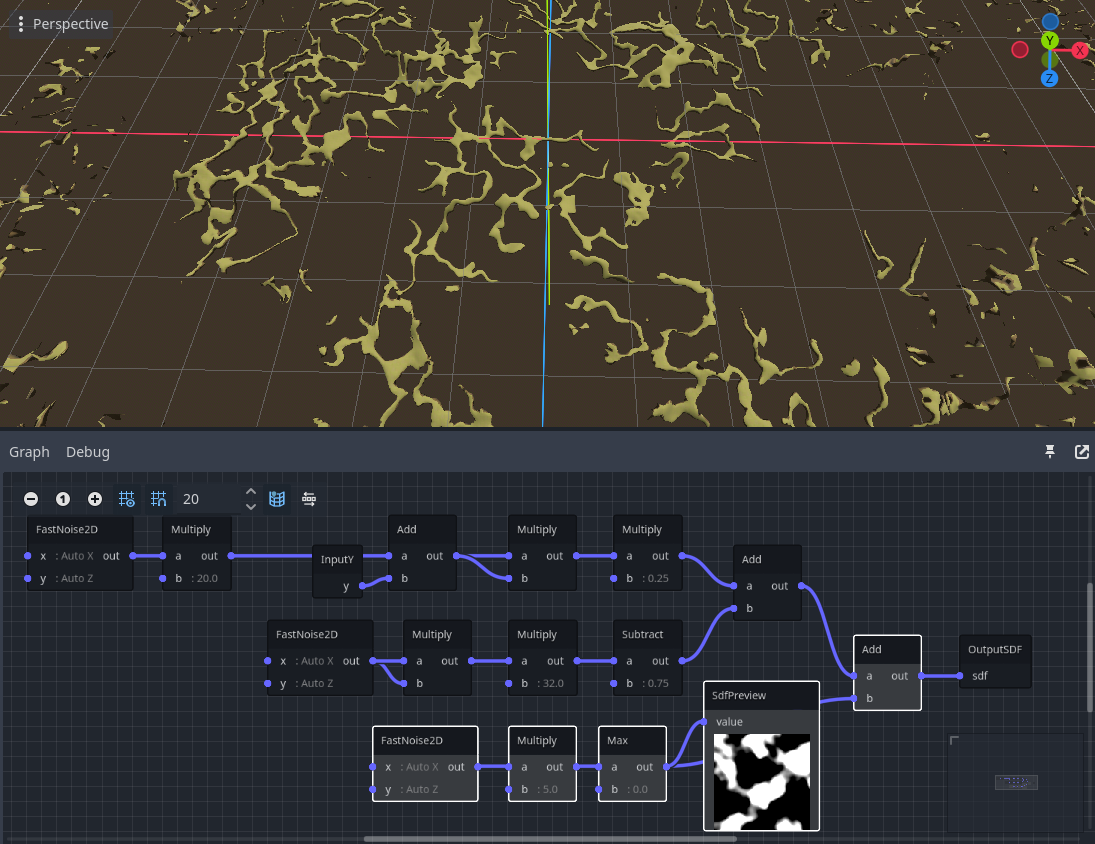 Perspective
Y
X
Z
Graph Debug
1 20
FastNoise2D
x : Auto X out
y : Auto Z
Multiply
a out
b : 20.0
InputY
y
Add
a out
b
Multiply
a out
b
Multiply
a out
b : 0.25
Add
a out
b
FastNoise2D
x : Auto X out
y : Auto Z
Multiply
a out
b
Multiply
a out
b : 32.0
Subtract
a out
b : 0.75
Add
a out
b
OutputSDF
sdf
SdfPreview
value
FastNoise2D
x : Auto X out
y : Auto Z
Multiply
a out
b : 5.0
Max
a out
b : 0.0